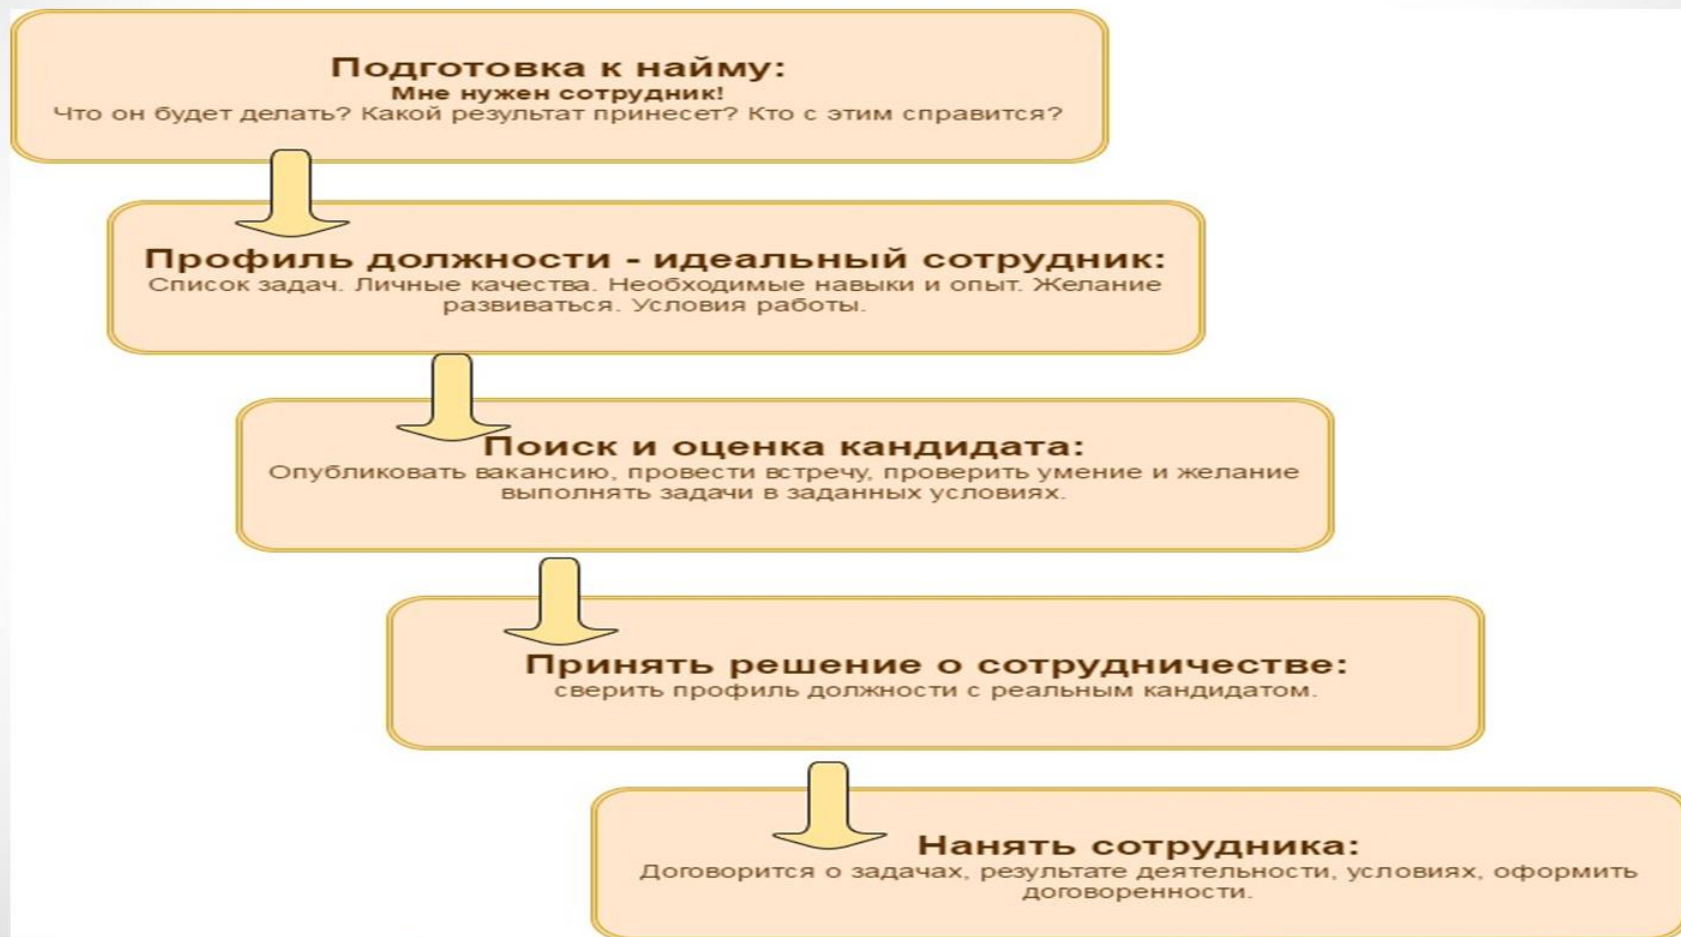 Подготовка к найму:
Мне нужен сотрудник!
Что он будет делать? Какой результат принесет? Кто с этим справится?
Профиль должности - идеальный сотрудник:
Список задач. Личные качества. Необходимые навыки и опыт. Желание
развиваться. Условия работы.
Поиск и оценка кандидата:
Опубликовать вакансию, провести встречу, проверить умение и желание
выполнять задачи в заданных условиях.
Принять решение о сотрудничестве:
сверить профиль должности с реальным кандидатом.
Нанять сотрудника:
Договорится о задачах, результате деятельности, условиях, оформить
договоренности.